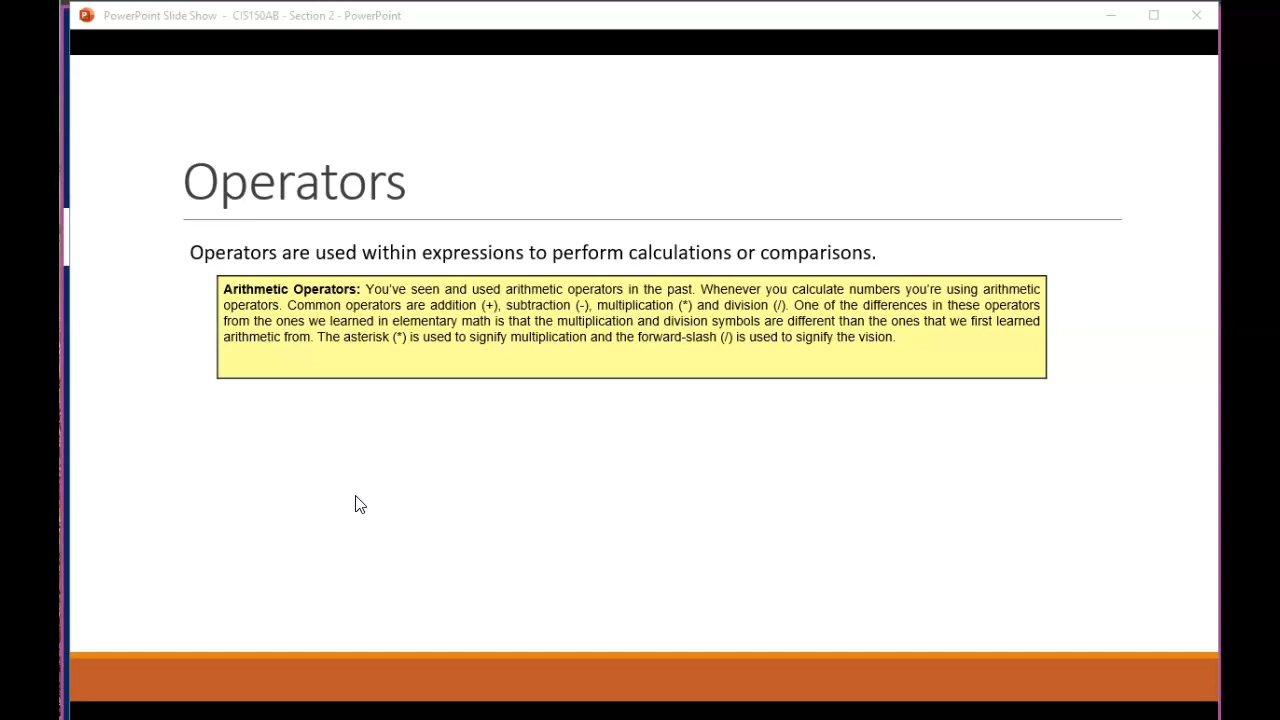 PowerPoint Slide Show - CIS150AB - Section 2 - PowerPoint
Operators
Operators are used within expressions to perform calculations or comparisons.
Arithmetic Operators: You've seen and used arithmetic operators in the past. Whenever you calculate numbers you're using arithmetic
operators. Common operators are addition (+), subtraction (-), multiplication (*) and division (/). One of the differences in these operators
from the ones we learned in elementary math is that the multiplication and division symbols are different than the ones that we first learned
arithmetic from. The asterisk (*) is used to signify multiplication and the forward-slash (/) is used to signify the vision.